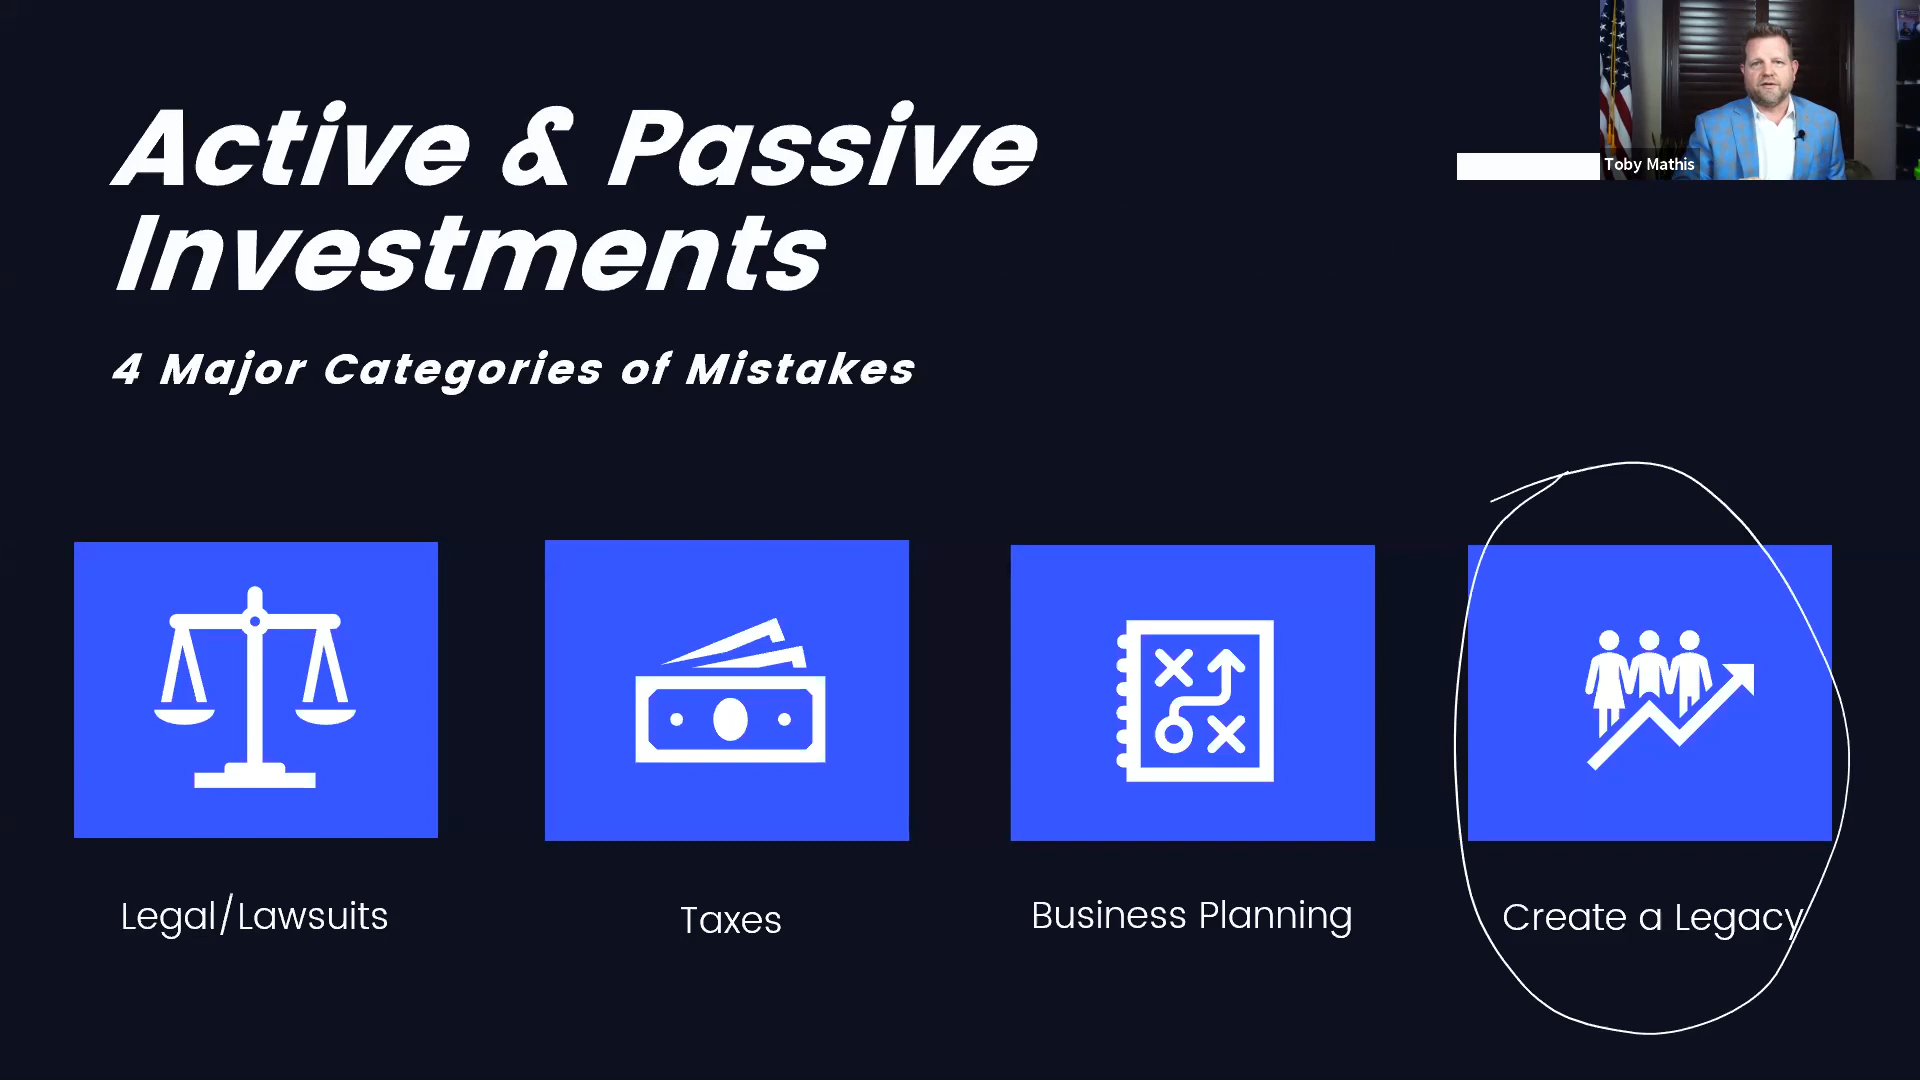 Active & Passive
Investments
4 Major Categories of Mistakes
Toby Mathis
Legal/Lawsuits
Taxes
Business Planning
Create a Legacy